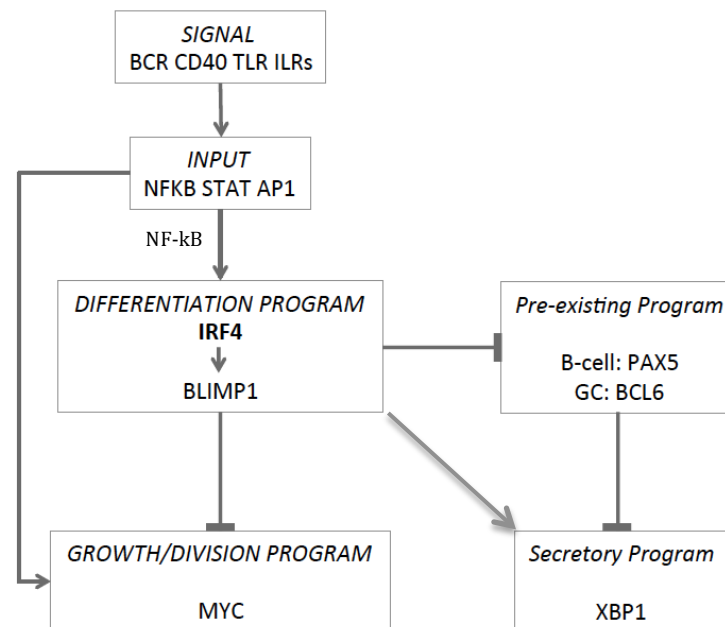 SIGNAL
BCR CD40 TLR ILRs
INPUT
NFKB STAT AP1
NF-kB
DIFFERENTIATION PROGRAM
IRF4
BLIMP1
Pre-existing Program
B-cell: PAX5
GC: BCL6
GROWTH/DIVISION PROGRAM
MYC
Secretory Program
XBP1